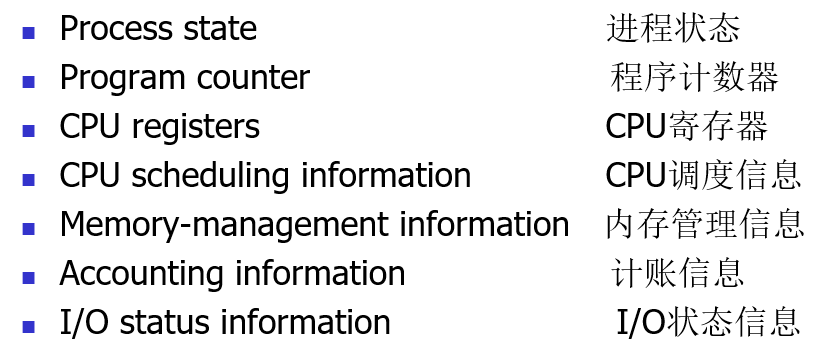 Process state 进程状态
Program counter 程序计数器
CPU registers CPU寄存器
CPU scheduling information CPU调度信息
Memory-management information 内存管理信息
Accounting information 计账信息
I/O status information I/O状态信息